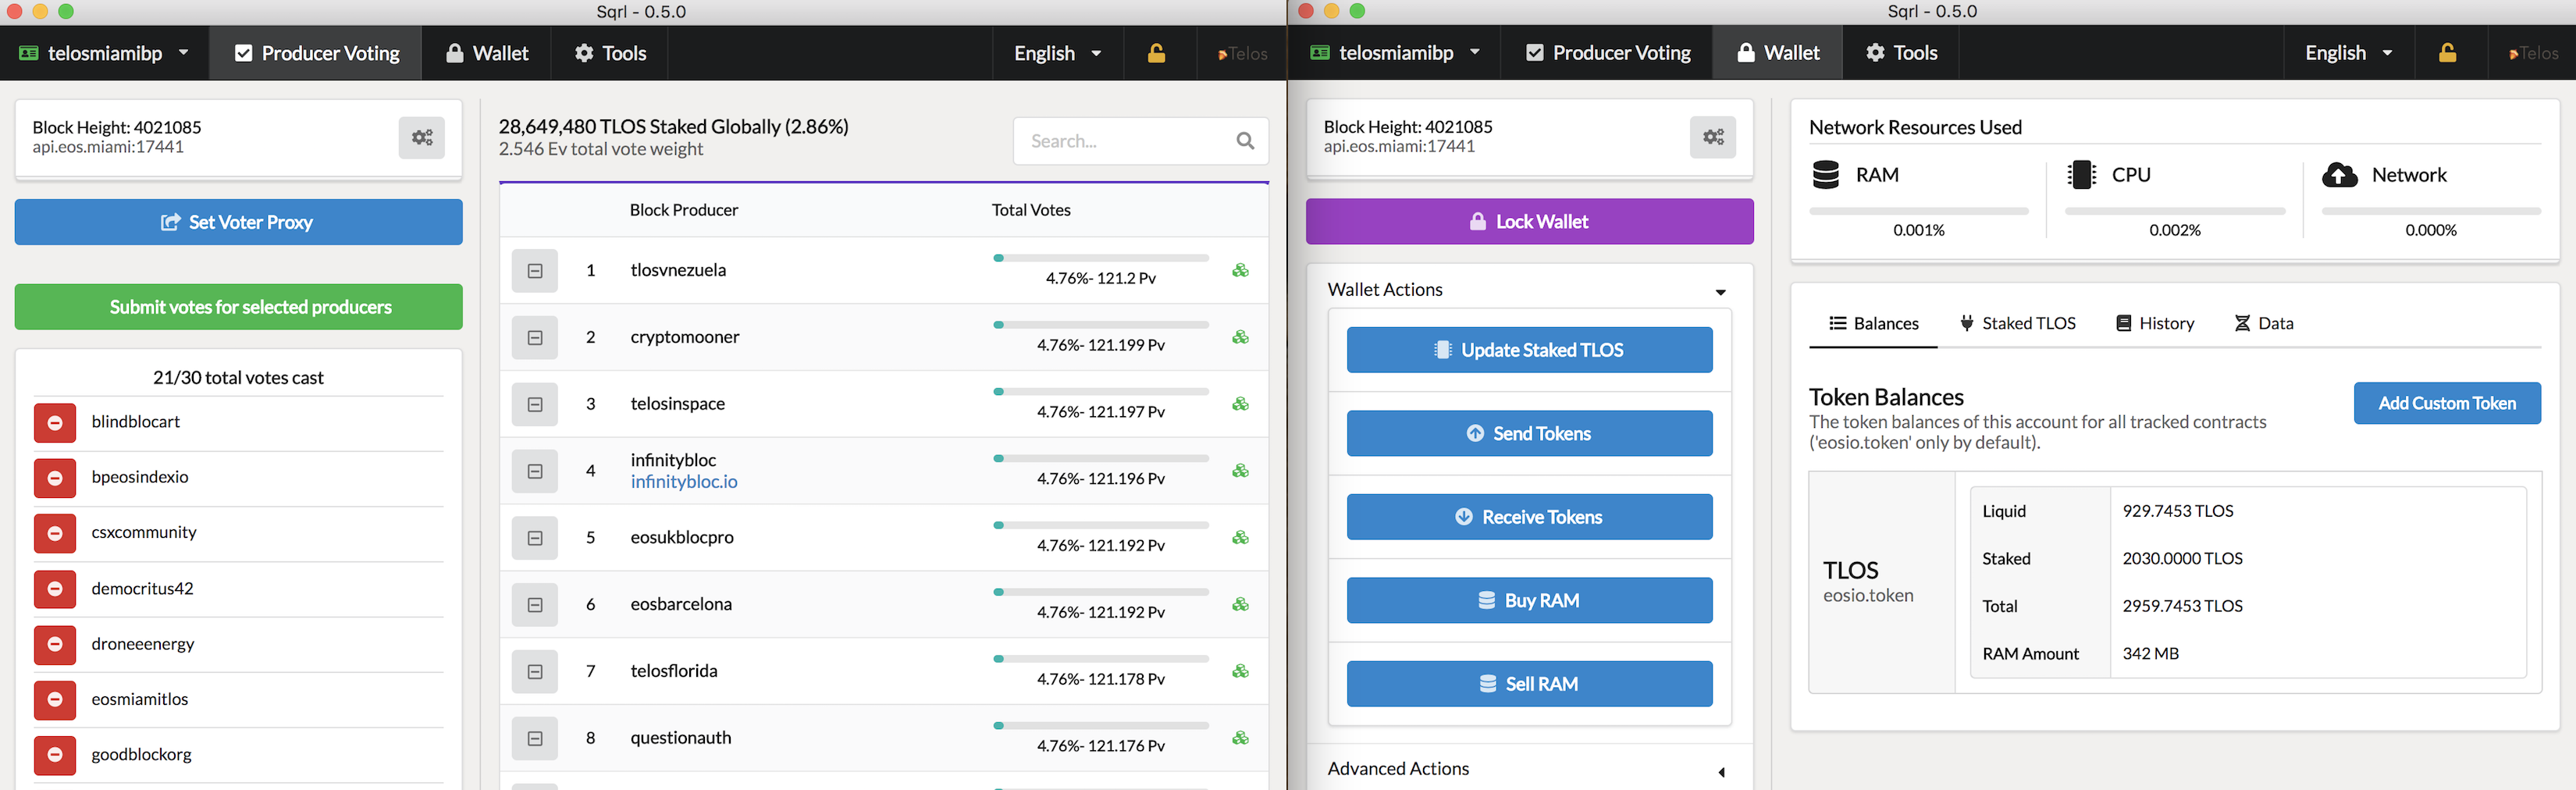 Sqrl - 0.5.0
telosmiamibp
Producer Voting
Wallet
Tools
English
Telos
Block Height: 4021085
api.eos.miami:17441
Set Voter Proxy
Submit votes for selected producers
21/30 total votes cast
blindblocart
bpeosindexio
csxcommunity
democritus42
droneeenergy
eosmiamitlos
goodblockorg
28,649,480 TLOS Staked Globally (2.86%)
2.546 Ev total vote weight
Search...
Block Producer Total Votes
1 tlosvnezuela 4.76%- 121.2 Pv
2 cryptomooner 4.76%- 121.199 Pv
3 telosinspace 4.76%- 121.197 Pv
4 infinitybloc
infinitybloc.io
4.76%- 121.196 Pv
5 eosukblocpro 4.76%- 121.192 Pv
6 eosbarcelona 4.76%- 121.192 Pv
7 telosflorida 4.76%- 121.178 Pv
8 questionauth 4.76%- 121.176 Pv
Sqrl - 0.5.0
telosmiamibp
Producer Voting
Wallet
Tools
English
Telos
Block Height: 4021085
api.eos.miami:17441
Lock Wallet
Wallet Actions
Update Staked TLOS
Send Tokens
Receive Tokens
Buy RAM
Sell RAM
Advanced Actions
Network Resources Used
RAM
0.001%
CPU
0.002%
Network
0.000%
Balances
Staked TLOS
History
Data
Token Balances
The token balances of this account for all tracked contracts
('eosio.token' only by default).
Add Custom Token
TLOS
eosio.token
Liquid 929.7453 TLOS
Staked 2030.0000 TLOS
Total 2959.7453 TLOS
RAM Amount 342 MB